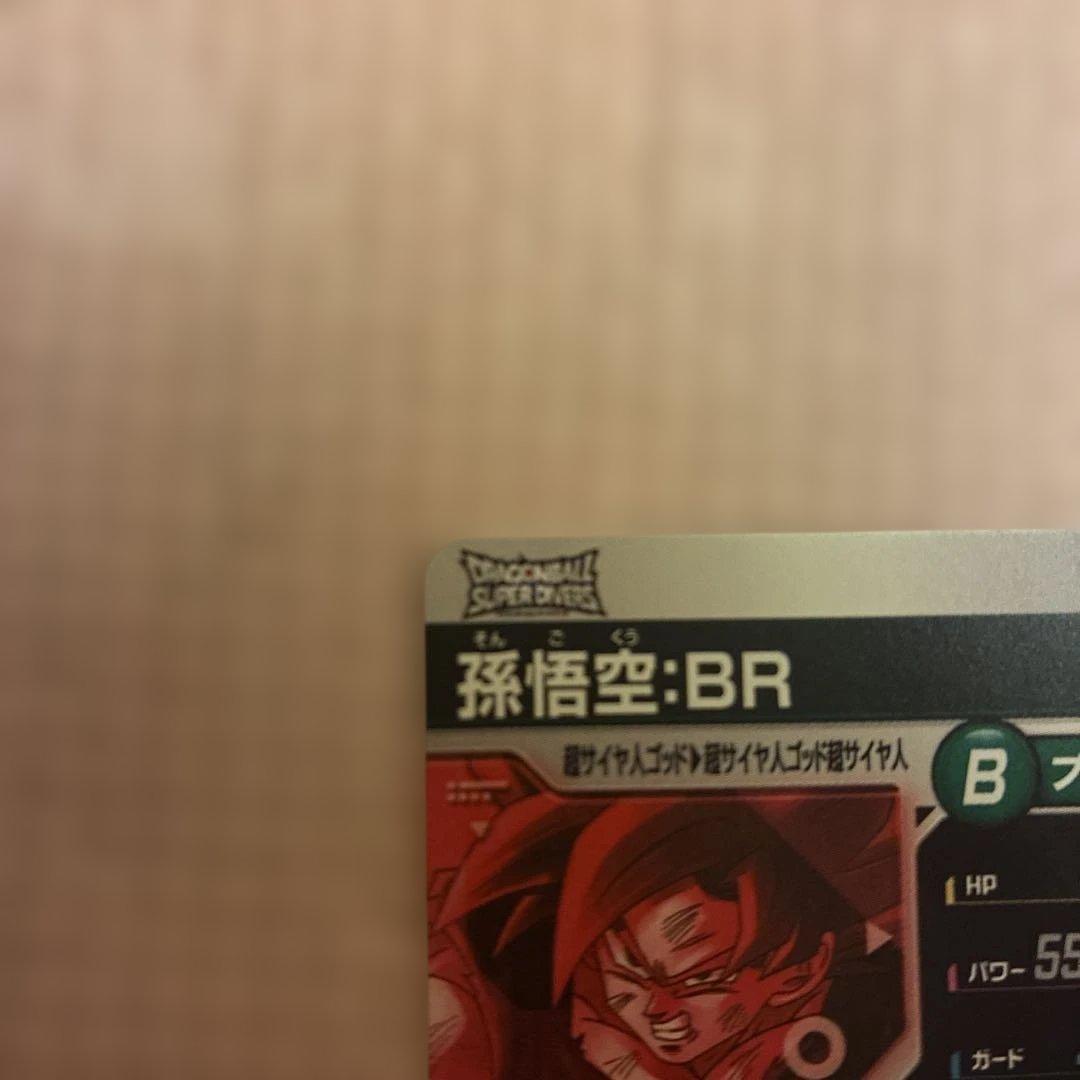 DRAGONBALL
SUPER DIVERS
そん ご くう
孫悟空:BR
超サイヤ人ゴッド▶超サイヤ人ゴッド超サイヤ人
B
HP
パワー 55
ガード